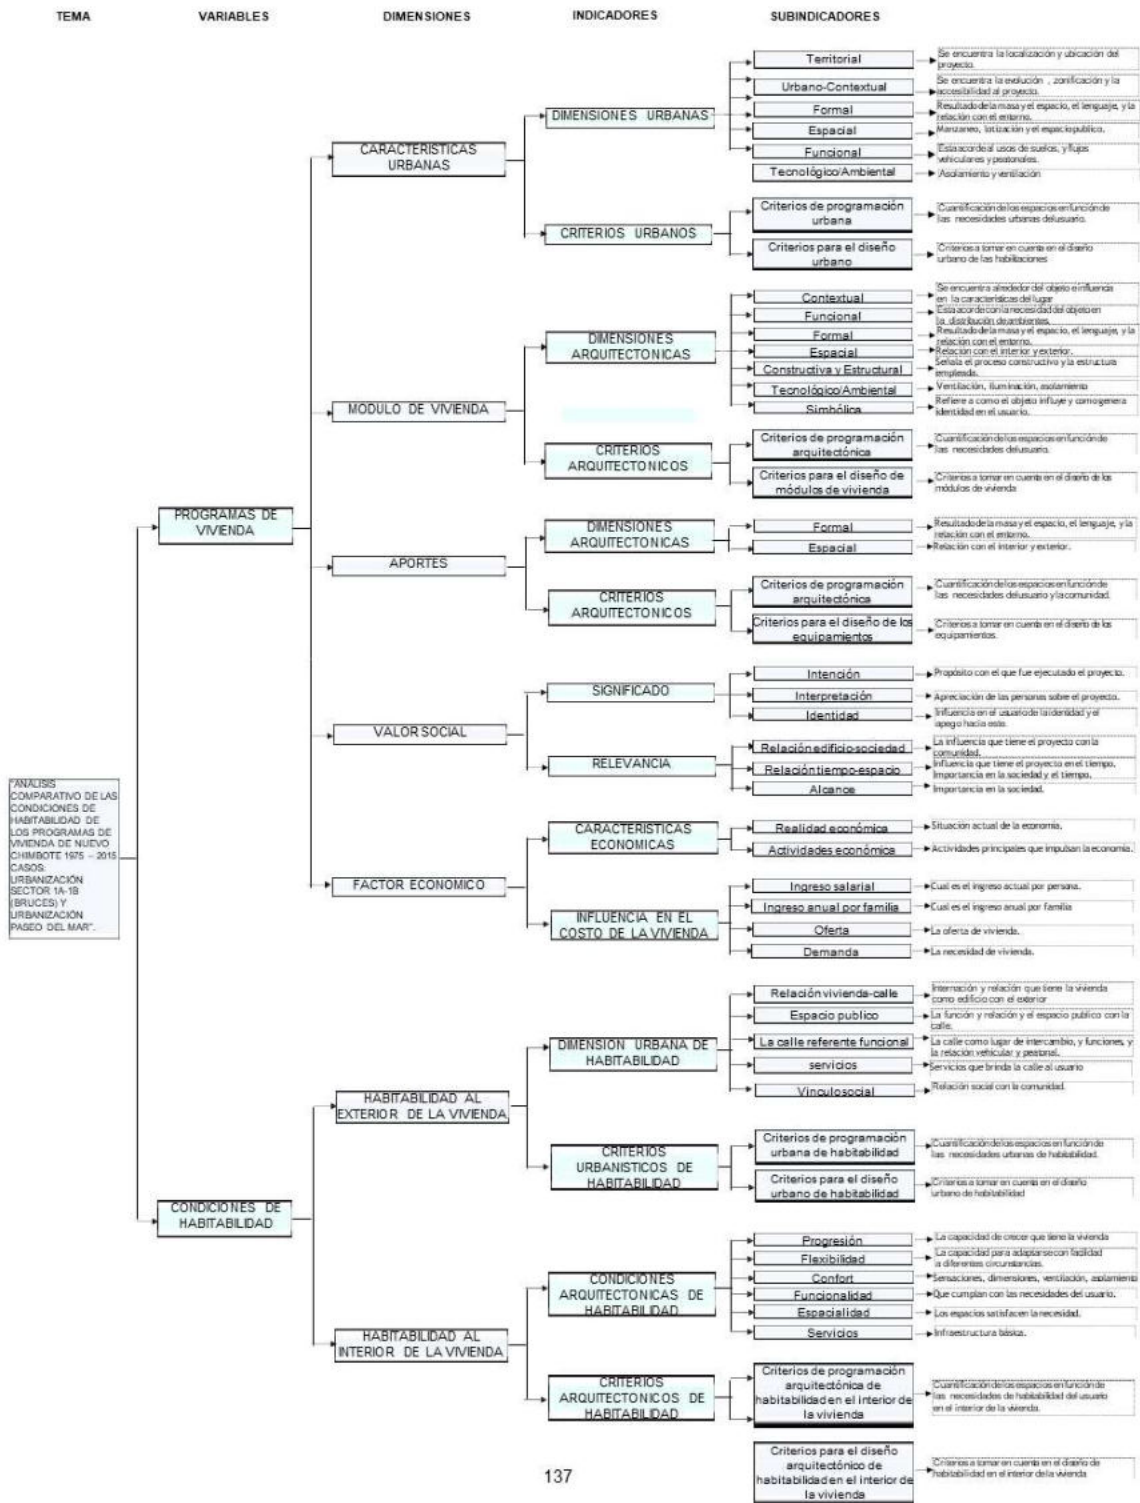 TEMA
VARIABLES
DIMENSIONES
INDICADORES
SUBINDICADORES
"ANÁLISIS
COMPARATIVO DE LAS
CONDICIONES DE
HABITABILIDAD DE
LOS PROGRAMAS DE
VIVIENDA DE NUEVO
CHIMBOTE 1975 – 2015
CASOS:
URBANIZACIÓN
SECTOR 1A-1B
(BRUCES) Y
URBANIZACIÓN
PASEO DEL MAR".
PROGRAMAS DE
VIVIENDA
CARACTERISTICAS
URBANAS
DIMENSIONES URBANAS
Territorial
Se encuentra la localización y ubicación del
proyecto.
Urbano-Contextual
Se encuentra la evolución , zonificación y la
accesibilidad al proyecto.
Formal
Resultado de la masa y el espacio, el lenguaje, y la
relación con el entorno.
Espacial
Manzaneo, lotización y el espacio publico.
Funcional
Esta acorde al usos de suelos, y flujos
vehiculares y peatonales.
Tecnológico/Ambiental
Asolamiento y ventilación
CRITERIOS URBANOS
Criterios de programación
urbana
Cuantificación de los espacios en función de
las necesidades urbanas del usuario.
Criterios para el diseño
urbano
Criterios a tomar en cuenta en el diseño
urbano de las habilitaciones
MODULO DE VIVIENDA
DIMENSIONES
ARQUITECTONICAS
Contextual
Se encuentra alrededor del objeto e influencia
en la características del lugar
Funcional
Esta acorde con la necesidad del objeto en
la distribución de ambientes.
Formal
Resultado de la masa y el espacio, el lenguaje, y la
relación con el entorno.
Espacial
Relación con el interior y exterior.
Constructiva y Estructural
Señala el proceso constructivo y la estructura
empleada.
Tecnológico/Ambiental
Ventilación, iluminación, asolamiento
Simbólica
Refiere a como el objeto influye y como genera
identidad en el usuario.
CRITERIOS
ARQUITECTONICOS
Criterios de programación
arquitectónica
Cuantificación de los espacios en función de
las necesidades del usuario.
Criterios para el diseño de
módulos de vivienda
Criterios a tomar en cuenta en el diseño de los
módulos de vivienda
APORTES
DIMENSIONES
ARQUITECTONICAS
Formal
Resultado de la masa y el espacio, el lenguaje, y la
relación con el entorno.
Espacial
Relación con el interior y exterior.
CRITERIOS
ARQUITECTONICOS
Criterios de programación
arquitectónica
Cuantificación de los espacios en función de
las necesidades del usuario y la comunidad.
Criterios para el diseño de los
equipamientos
Criterios a tomar en cuenta en el diseño de los
equipamientos.
VALOR SOCIAL
SIGNIFICADO
Intención
Propósito con el que fue ejecutado el proyecto.
Interpretación
Apreciación de las personas sobre el proyecto.
Identidad
Influencia en el usuario de la identidad y el
apego hacia este.
RELEVANCIA
Relación edificio-sociedad
La influencia que tiene el proyecto con la
comunidad.
Relación tiempo-espacio
Influencia que tiene el proyecto en el tiempo.
Importancia en la sociedad y el tiempo.
Alcance
Importancia en la sociedad.
FACTOR ECONOMICO
CARACTERISTICAS
ECONOMICAS
Realidad económica
Situación actual de la economía.
Actividades económica
Actividades principales que impulsan la economía.
INFLUENCIA EN EL
COSTO DE LA VIVIENDA
Ingreso salarial
Cual es el ingreso actual por persona.
Ingreso anual por familia
Cual es el ingreso anual por familia
Oferta
La oferta de vivienda.
Demanda
La necesidad de vivienda.
CONDICIONES DE
HABITABILIDAD
HABITABILIDAD AL
EXTERIOR DE LA VIVIENDA
DIMENSION URBANA DE
HABITABILIDAD
Relación vivienda-calle
Internación y relación que tiene la vivienda
como edificio con el exterior
Espacio publico
La función y relación y el espacio publico con la
calle.
La calle referente funcional
La calle como lugar de intercambio, y funciones, y
la relación vehicular y peatonal.
servicios
Servicios que brinda la calle al usuario
Vinculo social
Relación social con la comunidad.
CRITERIOS
URBANISTICOS DE
HABITABILIDAD
Criterios de programación
urbana de habitabilidad
Cuantificación de los espacios en función de
las necesidades urbanas de habitabilidad.
Criterios para el diseño
urbano de habitabilidad
Criterios a tomar en cuenta en el diseño
urbano de habitabilidad
HABITABILIDAD AL
INTERIOR DE LA VIVIENDA
CONDICIONES
ARQUITECTONICAS DE
HABITABILIDAD
Progresión
La capacidad de crecer que tiene la vivienda
Flexibilidad
La capacidad para adaptarse con facilidad
a diferentes circunstancias.
Confort
Sensaciones, dimensiones, ventilación, asolamiento
Funcionalidad
Que cumplan con las necesidades del usuario.
Espacialidad
Los espacios satisfacen la necesidad.
Servicios
Infraestructura básica.
CRITERIOS
ARQUITECTONICOS DE
HABITABILIDAD
Criterios de programación
arquitectónica de
habitabilidad en el interior de
la vivienda
Cuantificación de los espacios en función de
las necesidades de habitabilidad del usuario
en el interior de la vivienda.
Criterios para el diseño
arquitectónico de
habitabilidad en el interior de
la vivienda
Criterios a tomar en cuenta en el diseño de
habitabilidad en el interior de la vivienda
137